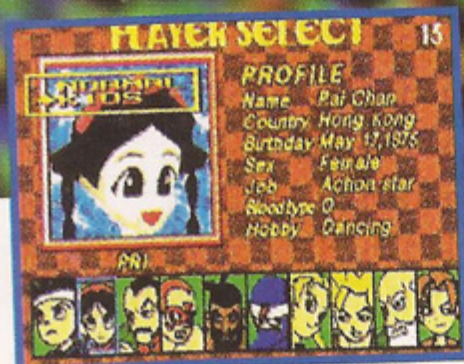 PLAYER SELECT 15
NORMAL
PROFILE
Name Pai Chan
Country Hong Kong
Birthday May 17,1975
Sex Female
Job Action star
Bloodtype O
Hobby Dancing
PAI